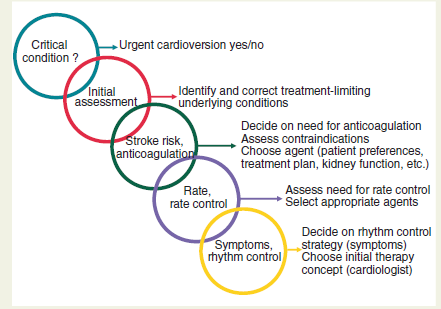 Critical
condition ?
Urgent cardioversion yes/no
Initial
assessment
Identify and correct treatment-limiting
underlying conditions
Stroke risk,
anticoagulation
Decide on need for anticoagulation
Assess contraindications
Choose agent (patient preferences,
treatment plan, kidney function, etc.)
Rate,
rate control
Assess need for rate control
Select appropriate agents
Symptoms,
rhythm control
Decide on rhythm control
strategy (symptoms)
Choose initial therapy
concept (cardiologist)